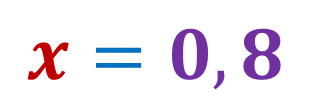 x = 0,8